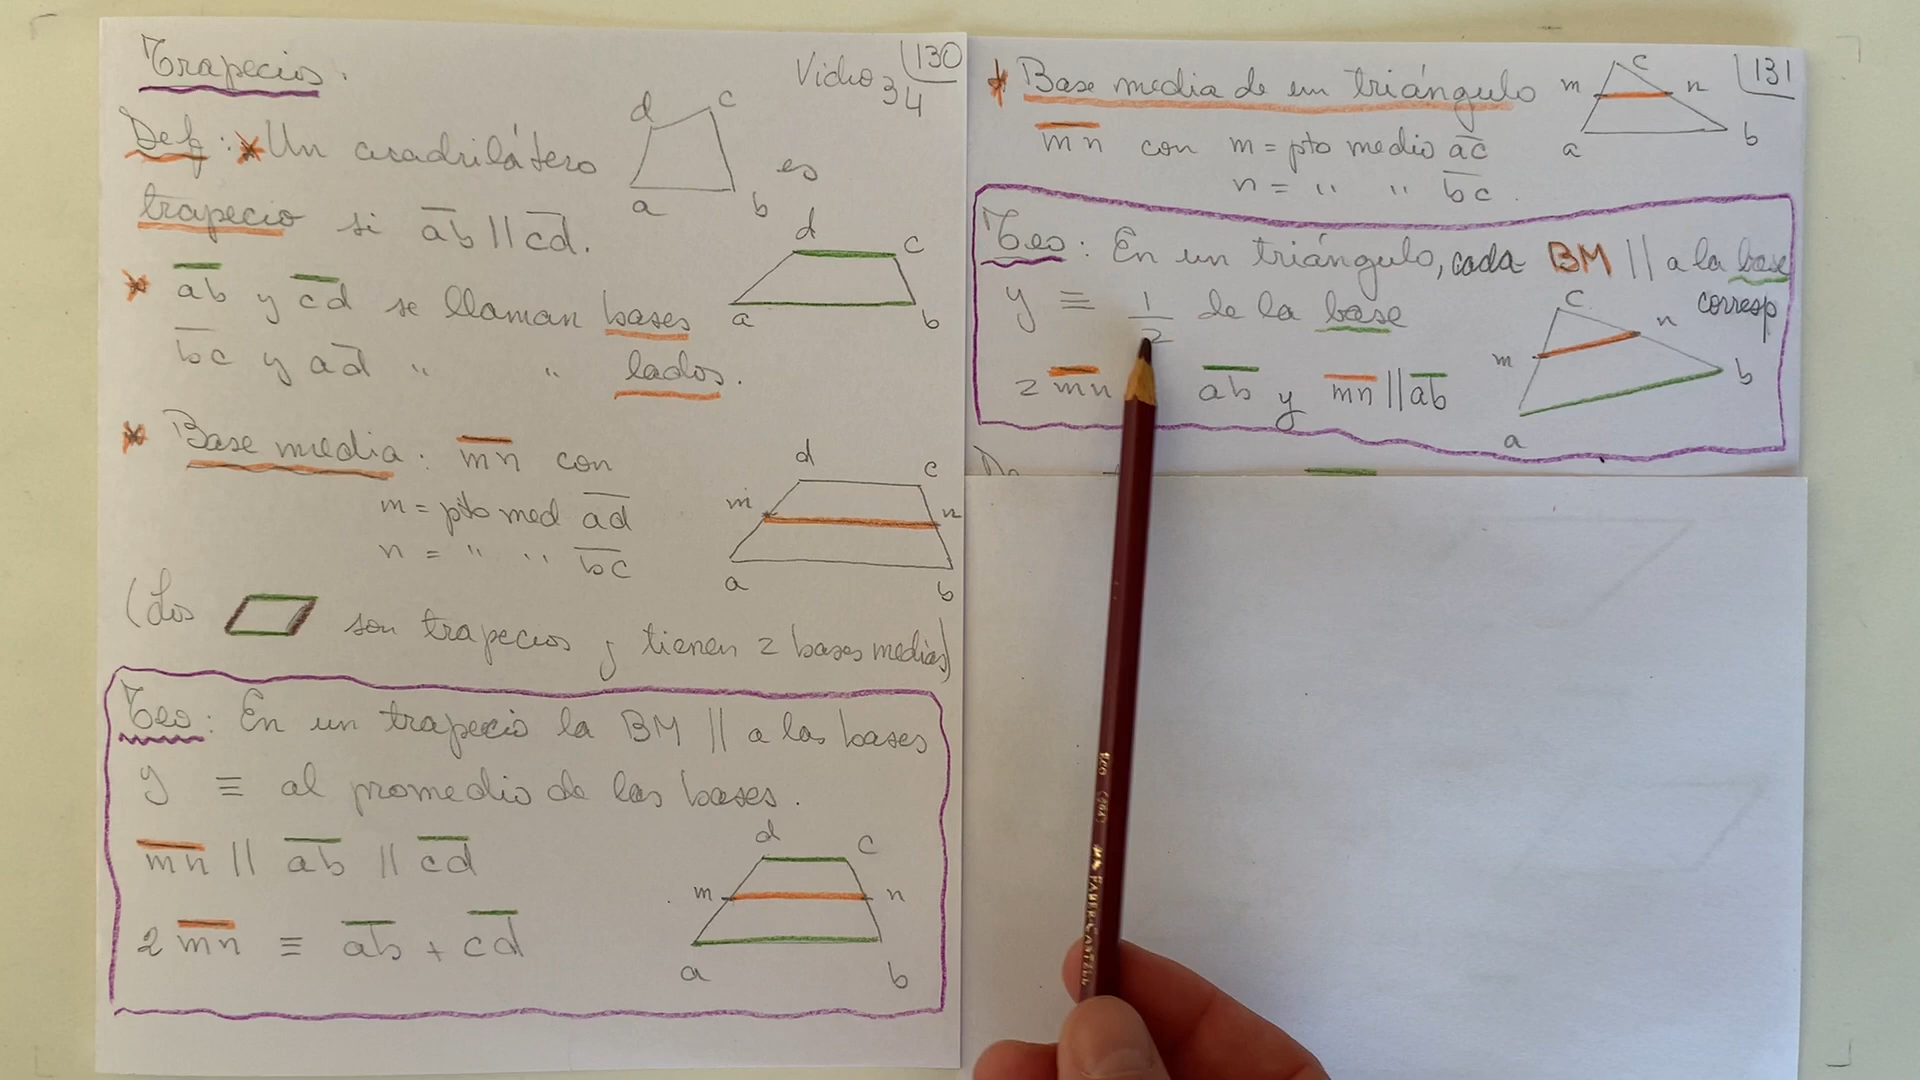 Trapecios.
Video 34
130
Def: * Un cuadrilátero
d c a b
es
trapecio si ab // cd.
* ab y cd se llaman bases
d c a b
bc y ad " " lados.
* Base media: mn con
m = pto med ad
n = " " bc
d c m n a b
(Los son trapecios y tienen 2 bases medias)
Teo: En un trapecio la BM // a las bases
y ≡ al promedio de las bases.
mn // ab // cd
2 mn ≡ ab + cd
d c m n a b
* Base media de un triángulo
131
m c n a b
mn con m = pto medio ac
n = " " bc.
Teo: En un triángulo, cada BM // a la base
corresp
y ≡ 1/2 de la base
2 mn ab y mn // ab
c n m b a
FABER-CASTELL